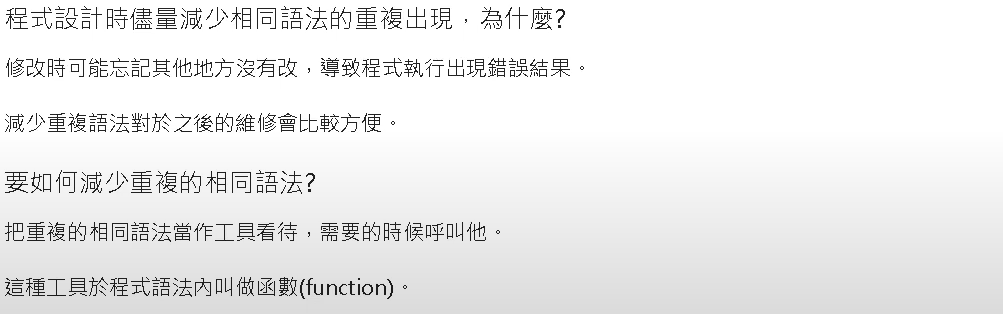 程式設計時儘量減少相同語法的重複出現，為什麼?
修改時可能忘記其他地方沒有改，導致程式執行出現錯誤結果。
減少重複語法對於之後的維修會比較方便。
要如何減少重複的相同語法?
把重複的相同語法當作工具看待，需要的時候呼叫他。
這種工具於程式語法內叫做函數(function)。